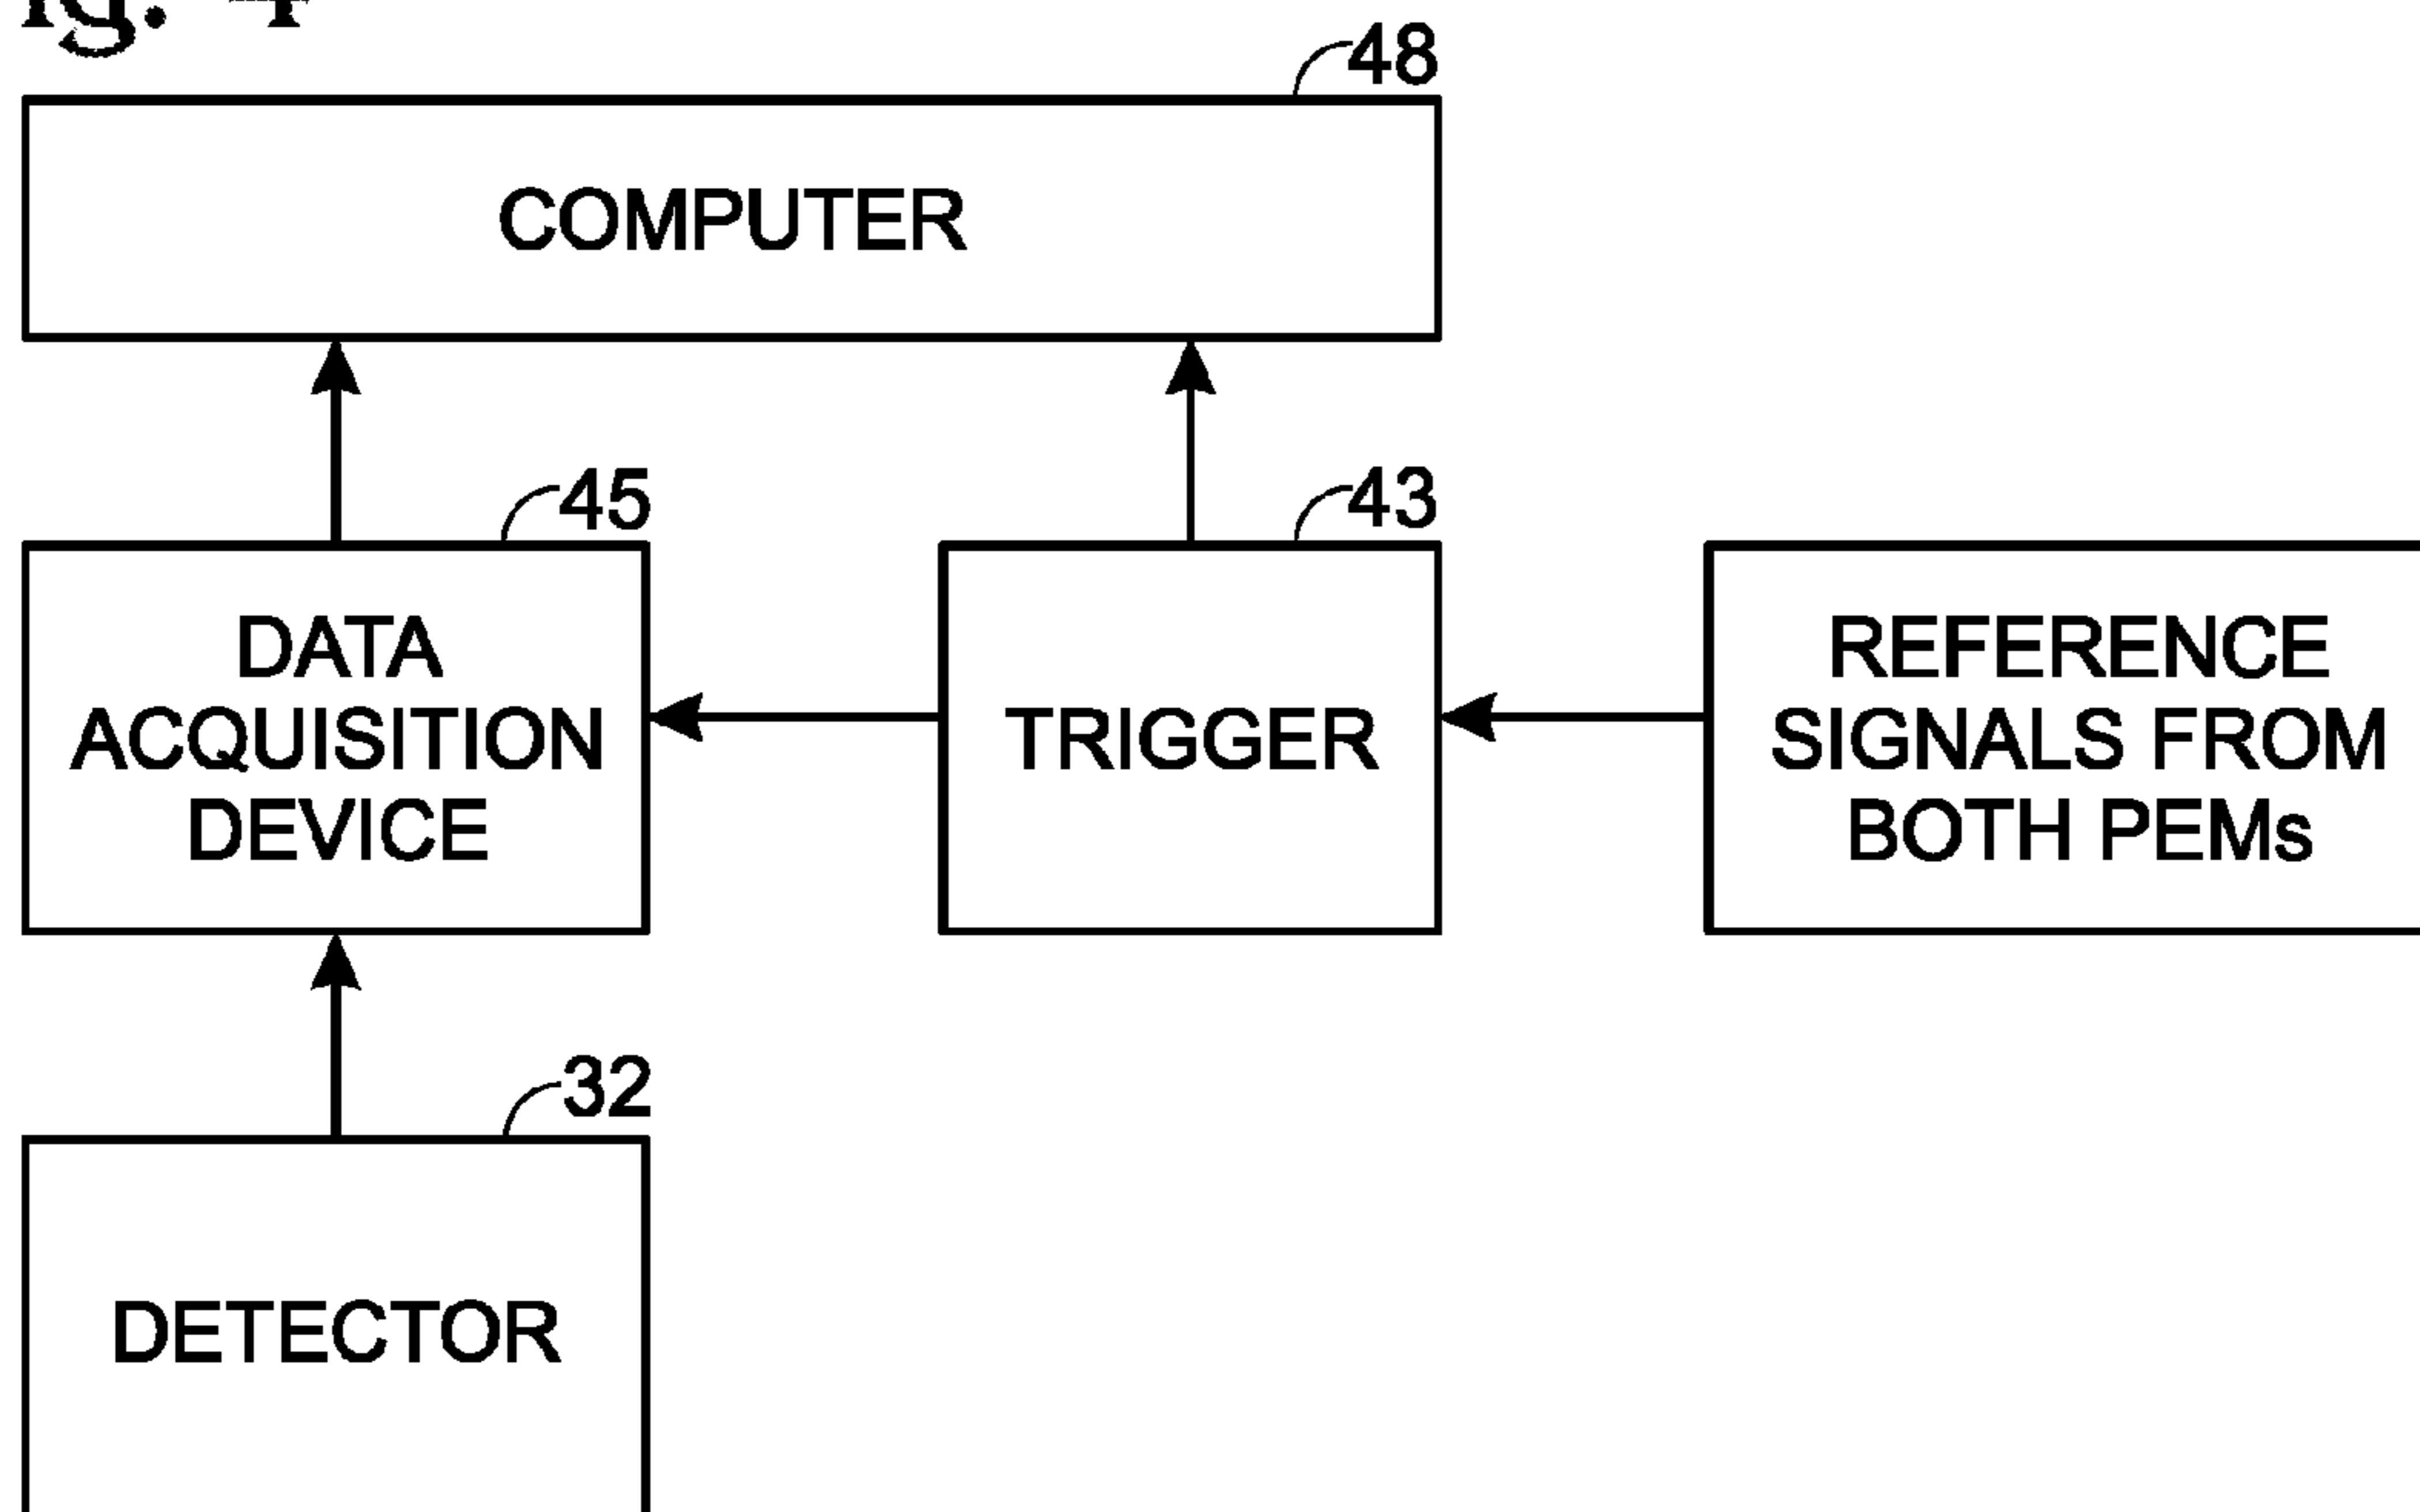 48
COMPUTER
45
43
DATA
ACQUISITION
DEVICE
TRIGGER
REFERENCE
SIGNALS FROM
BOTH PEMs
32
DETECTOR